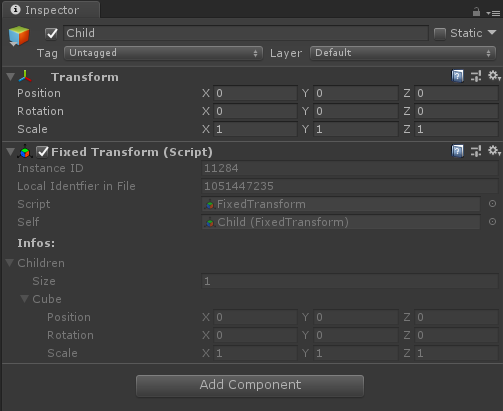 Inspector
Child Static
Tag Untagged Layer Default
Transform
Position X 0 Y 0 Z 0
Rotation X 0 Y 0 Z 0
Scale X 1 Y 1 Z 1
Fixed Transform (Script)
Instance ID 11284
Local Identfier in File 1051447235
Script FixedTransform
Self Child (FixedTransform)
Infos:
Children
Size 1
Cube
Position X 0 Y 0 Z 0
Rotation X 0 Y 0 Z 0
Scale X 1 Y 1 Z 1
Add Component